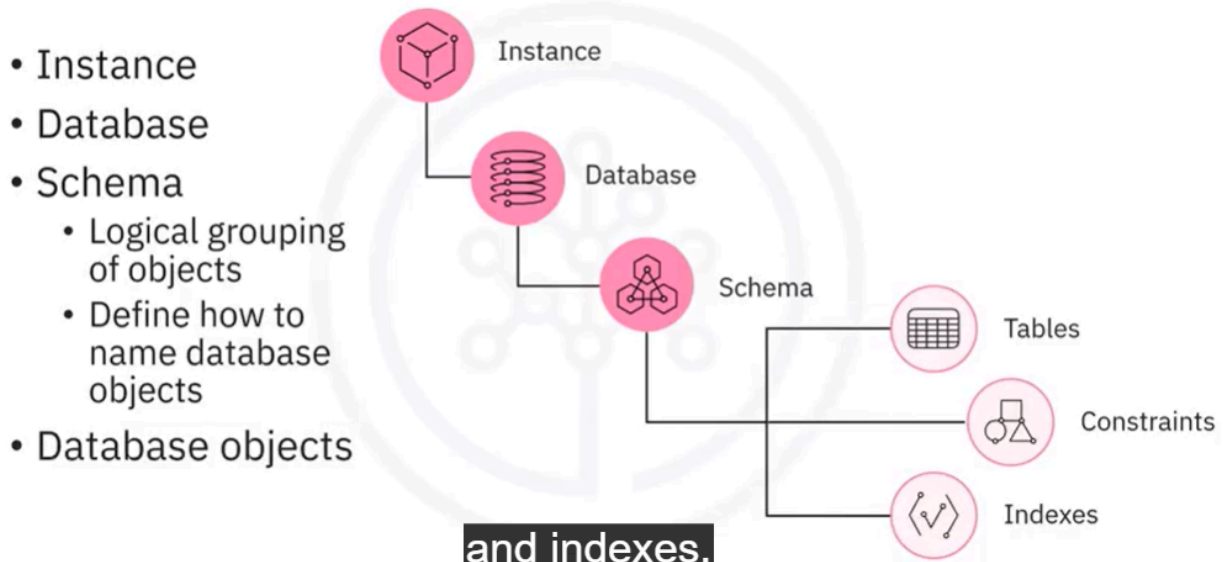 • Instance
• Database
• Schema
• Logical grouping
of objects
• Define how to
name database
objects
• Database objects
Instance
Database
Schema
Tables
Constraints
Indexes
and indexes.